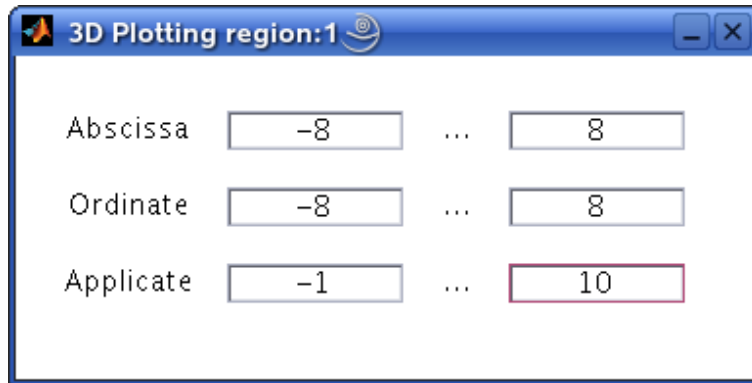 3D Plotting region:1
Abscissa -8 ... 8
Ordinate -8 ... 8
Applicate -1 ... 10